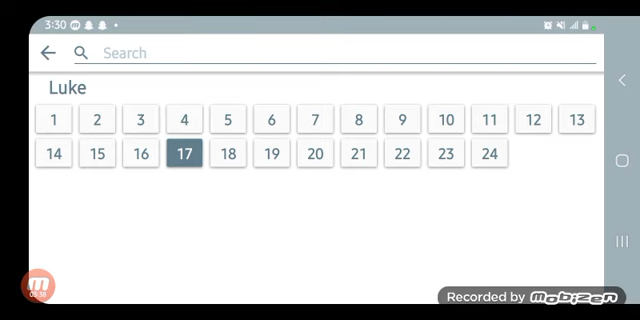 3:30
Search
Luke
1 2 3 4 5 6 7 8 9 10 11 12 13
14 15 16 17 18 19 20 21 22 23 24
Recorded by mobizen